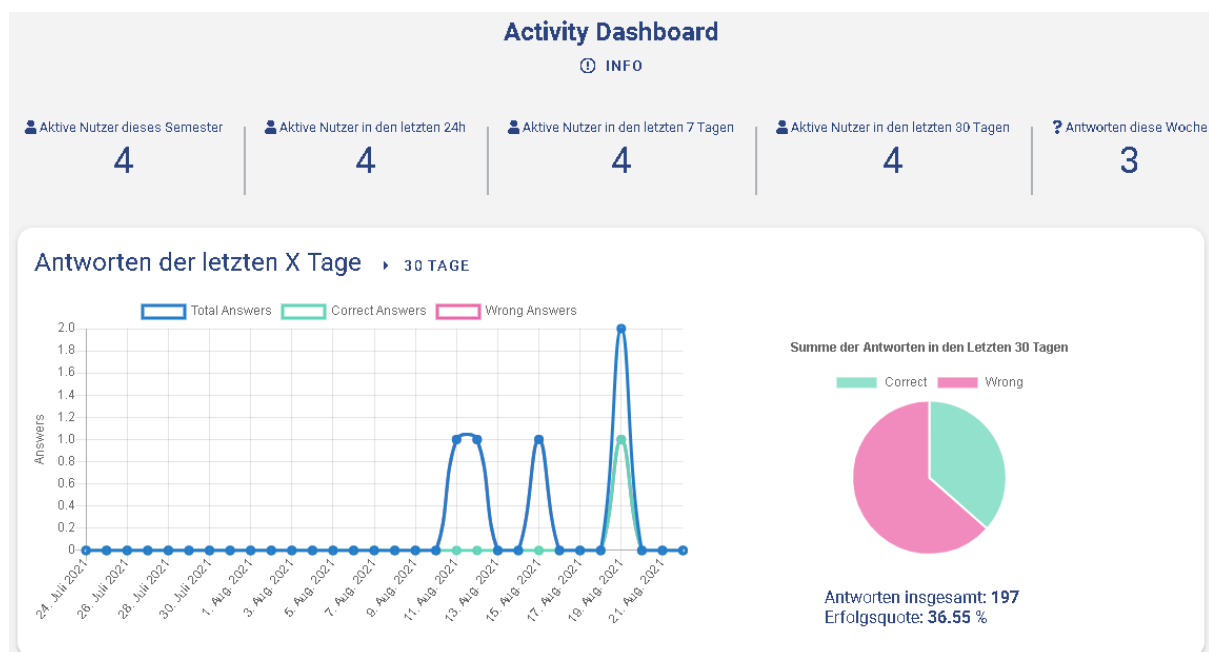 Activity Dashboard
INFO
Aktive Nutzer dieses Semester
4
Aktive Nutzer in den letzten 24h
4
Aktive Nutzer in den letzten 7 Tagen
4
Aktive Nutzer in den letzten 30 Tagen
4
? Antworten diese Woche
3
Antworten der letzten X Tage 30 TAGE
Total Answers Correct Answers Wrong Answers
Answers
2.0
1.8
1.6
1.4
1.2
1.0
0.8
0.6
0.4
0.2
0
24. Juli 2021
26. Juli 2021
28. Juli 2021
30. Juli 2021
1. Aug. 2021
3. Aug. 2021
5. Aug. 2021
7. Aug. 2021
9. Aug. 2021
11. Aug. 2021
13. Aug. 2021
15. Aug. 2021
17. Aug. 2021
19. Aug. 2021
21. Aug. 2021
Summe der Antworten in den Letzten 30 Tagen
Correct Wrong
Antworten insgesamt: 197
Erfolgsquote: 36.55 %